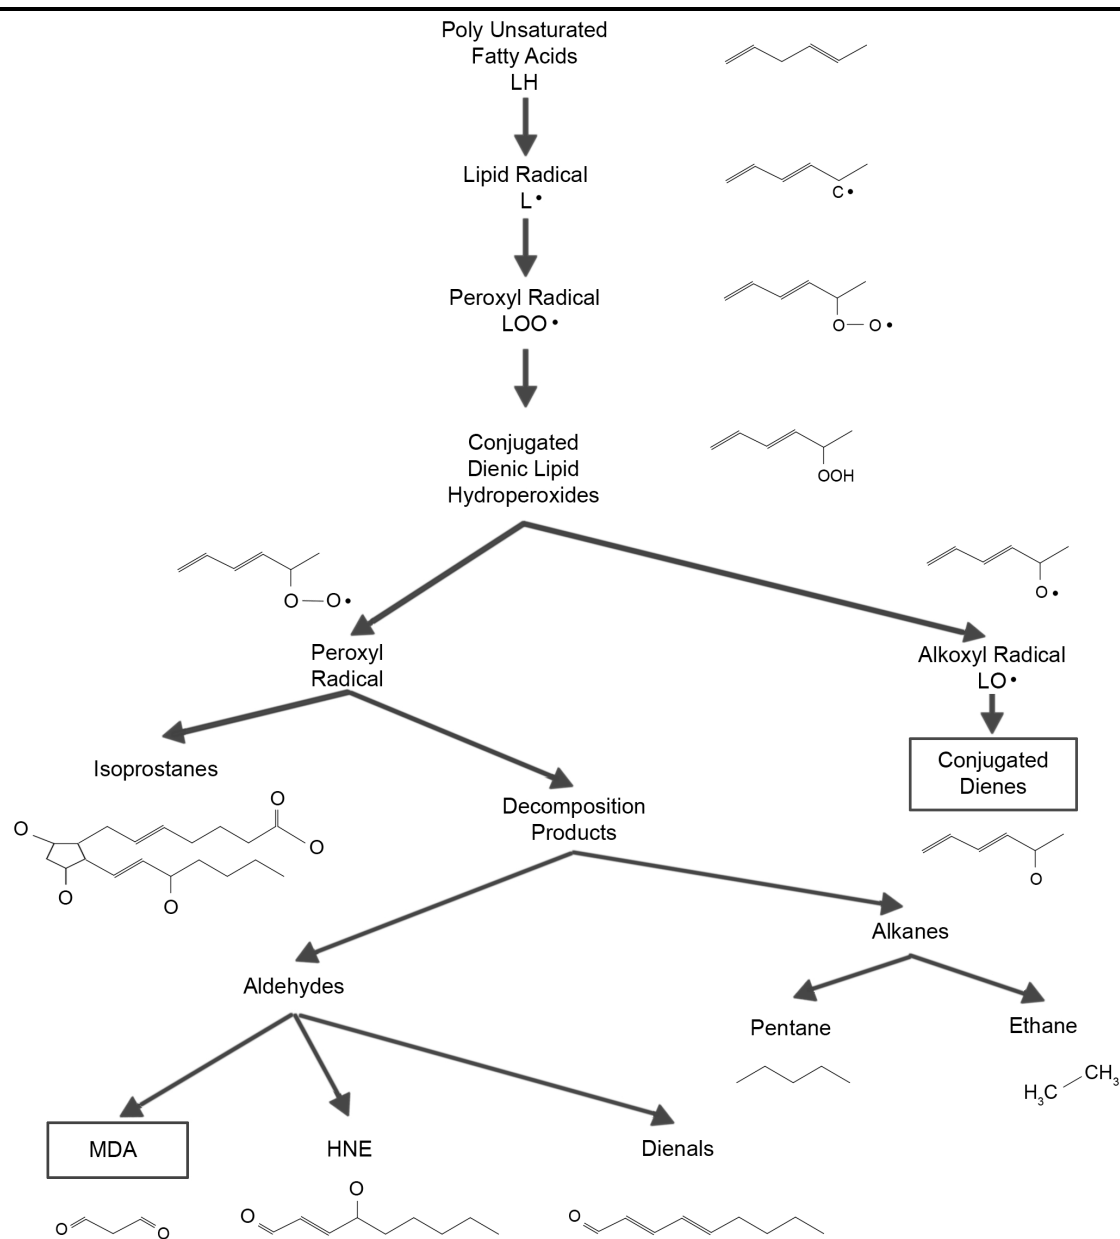 Poly Unsaturated
Fatty Acids
LH
Lipid Radical
L•
C•
Peroxyl Radical
LOO•
O O•
Conjugated
Dienic Lipid
Hydroperoxides
OOH
O O•
O•
Peroxyl
Radical
Alkoxyl Radical
LO•
Isoprostanes
Conjugated
Dienes
Decomposition
Products
O
O
O
O
O
O
Alkanes
Aldehydes
Pentane
Ethane
H3C CH3
MDA
HNE
Dienals
O
O O
O
O